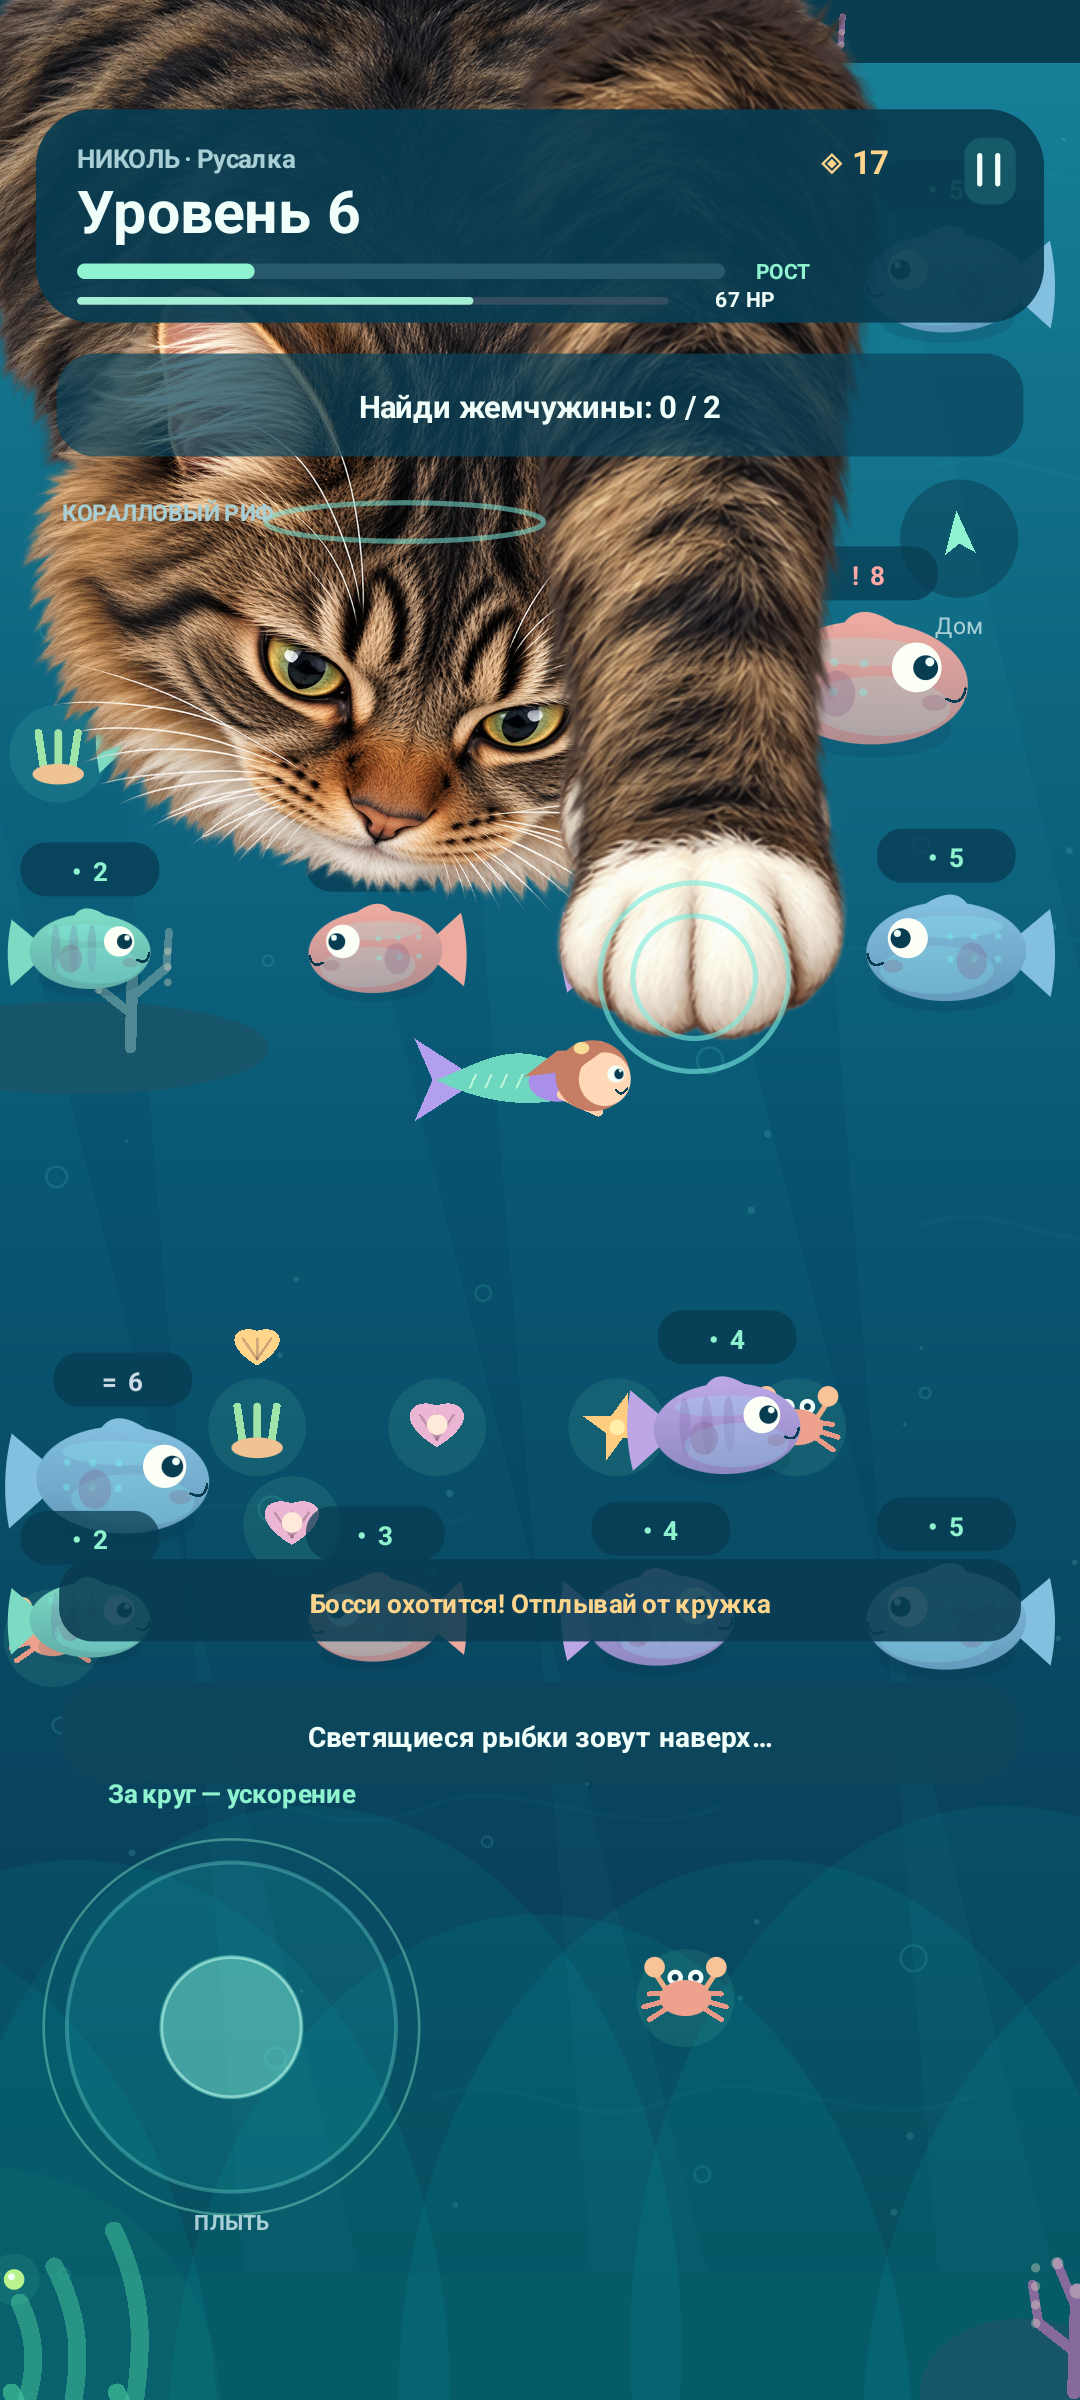 НИКОЛЬ · Русалка
17
Уровень 6
РОСТ
67 HP
Найди жемчужины: 0 / 2
КОРАЛЛОВЫЙ РИФ
! 8
Дом
• 2
• 5
• 4
= 6
• 2
• 3
• 4
• 5
Босси охотится! Отплывай от кружка
Светящиеся рыбки зовут наверх...
За круг — ускорение
ПЛЫТЬ